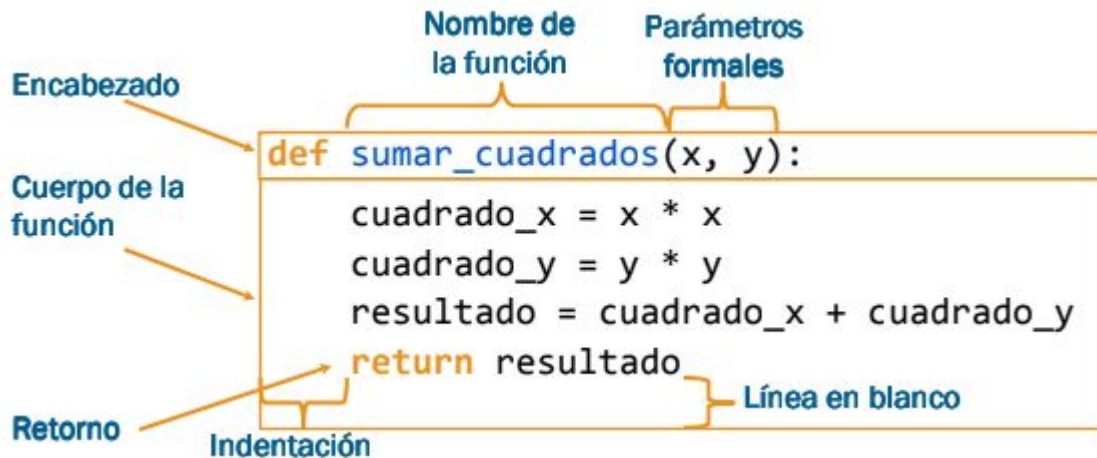 Nombre de
la función
Parámetros
formales
Encabezado
def sumar_cuadrados(x, y):
Cuerpo de la
función
cuadrado_x = x * x
cuadrado_y = y * y
resultado = cuadrado_x + cuadrado_y
return resultado
Línea en blanco
Retorno
Indentación